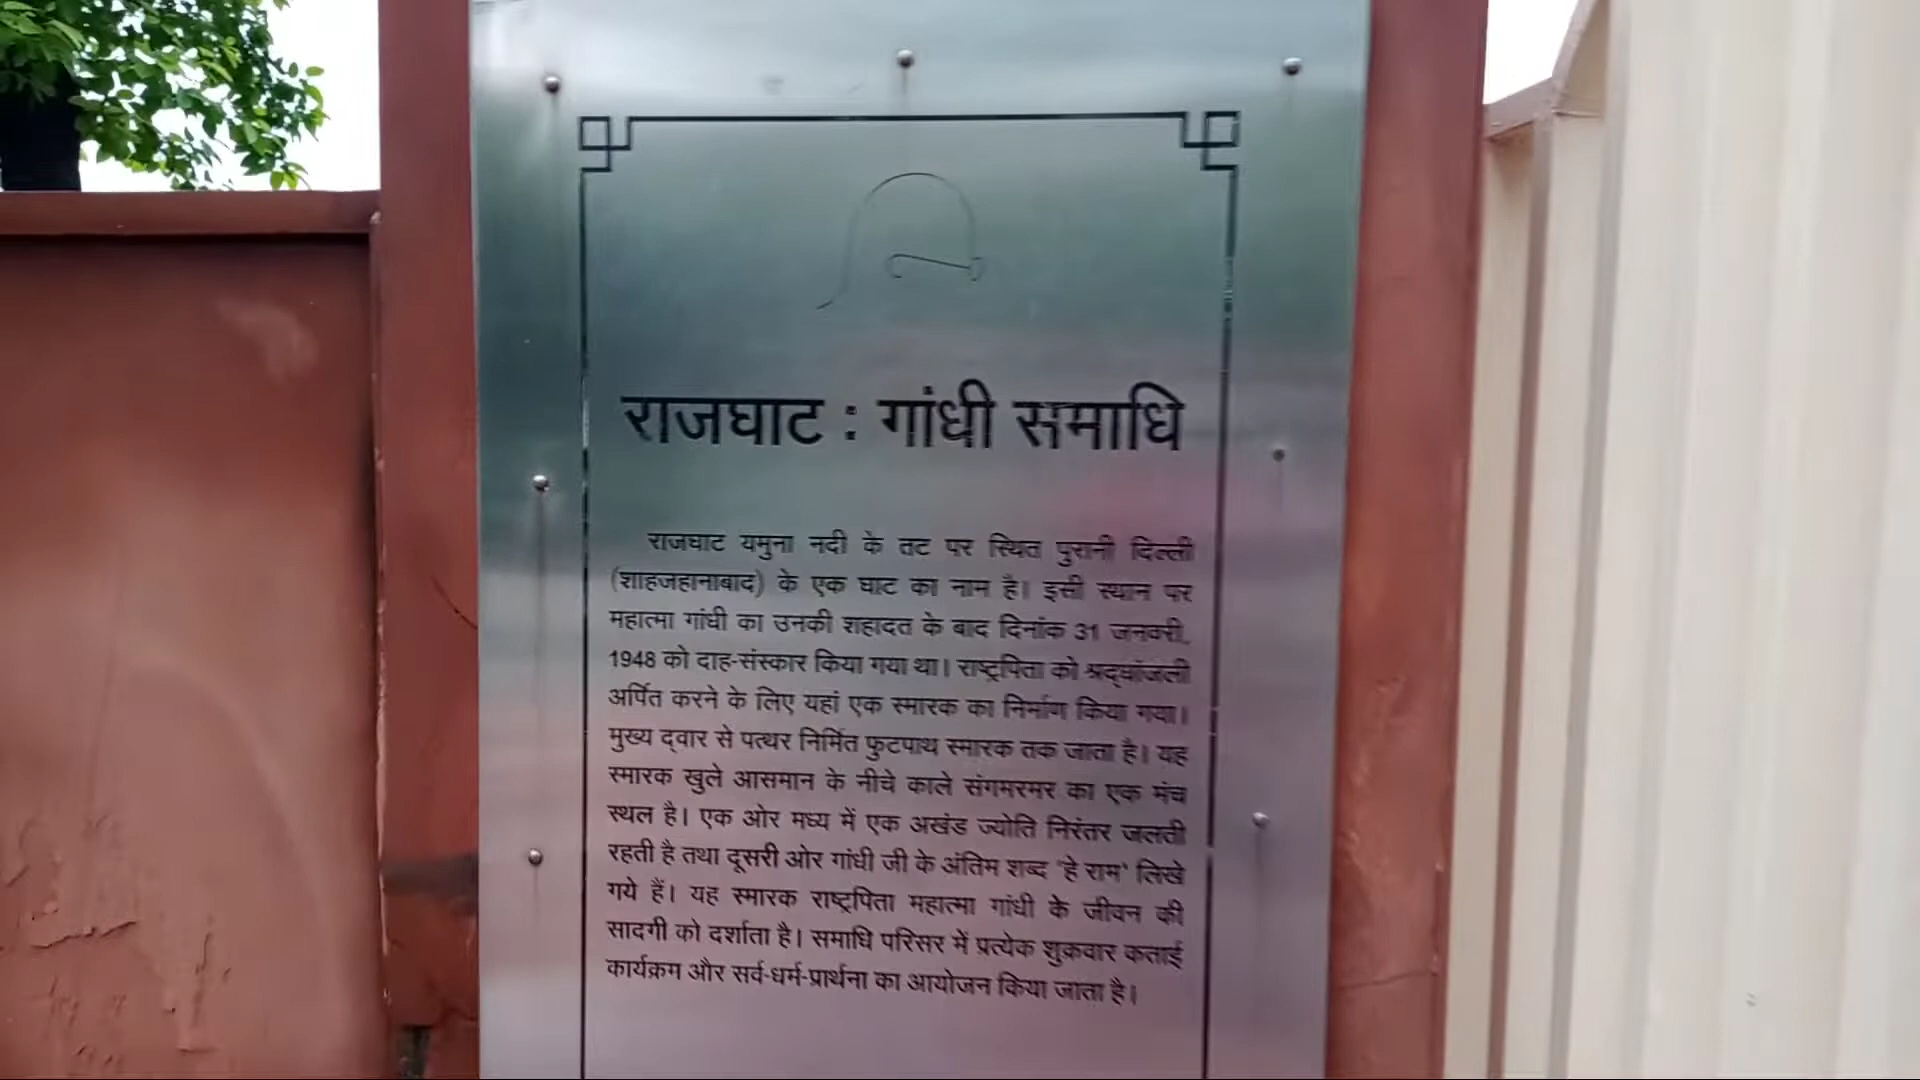 राजघाट : गांधी समाधि
राजघाट यमुना नदी के तट पर स्थित पुरानी दिल्ली
(शाहजहानाबाद) के एक घाट का नाम है। इसी स्थान पर
महात्मा गांधी का उनकी शहादत के बाद दिनांक 31 जनवरी,
1948 को दाह-संस्कार किया गया था। राष्ट्रपिता को श्रद्घांजली
अर्पित करने के लिए यहां एक स्मारक का निर्माण किया गया।
मुख्य द्वार से पत्थर निर्मित फुटपाथ स्मारक तक जाता है। यह
स्मारक खुले आसमान के नीचे काले संगमरमर का एक मंच
स्थल है। एक ओर मध्य में एक अखंड ज्योति निरंतर जलती
रहती है तथा दूसरी ओर गांधी जी के अंतिम शब्द 'हे राम' लिखे
गये हैं। यह स्मारक राष्ट्रपिता महात्मा गांधी के जीवन की
सादगी को दर्शाता है। समाधि परिसर में प्रत्येक शुक्रवार कताई
कार्यक्रम और सर्व-धर्म-प्रार्थना का आयोजन किया जाता है।